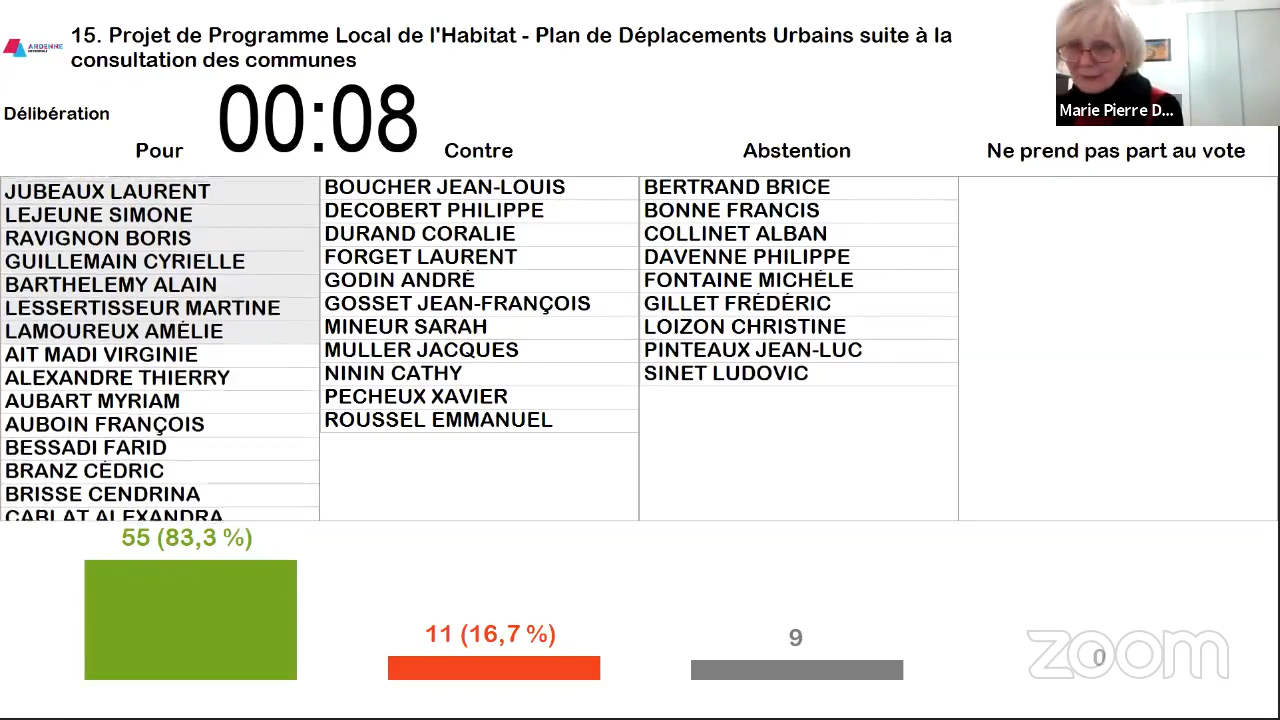 ARDENNE
MÉTROPOLE
15. Projet de Programme Local de l'Habitat - Plan de Déplacements Urbains suite à la
consultation des communes
Marie Pierre D...
Délibération
00:08
Pour
Contre
Abstention
Ne prend pas part au vote
JUBEAUX LAURENT
LEJEUNE SIMONE
RAVIGNON BORIS
GUILLEMAIN CYRIELLE
BARTHELEMY ALAIN
LESSERTISSEUR MARTINE
LAMOUREUX AMÉLIE
AIT MADI VIRGINIE
ALEXANDRE THIERRY
AUBART MYRIAM
AUBOIN FRANÇOIS
BESSADI FARID
BRANZ CÉDRIC
BRISSE CENDRINA
CABLAT ALEXANDRA
BOUCHER JEAN-LOUIS
DECOBERT PHILIPPE
DURAND CORALIE
FORGET LAURENT
GODIN ANDRÉ
GOSSET JEAN-FRANÇOIS
MINEUR SARAH
MULLER JACQUES
NININ CATHY
PECHEUX XAVIER
ROUSSEL EMMANUEL
BERTRAND BRICE
BONNE FRANCIS
COLLINET ALBAN
DAVENNE PHILIPPE
FONTAINE MICHÈLE
GILLET FRÉDÉRIC
LOIZON CHRISTINE
PINTEAUX JEAN-LUC
SINET LUDOVIC
55 (83,3 %)
11 (16,7 %)
9
0
zoom